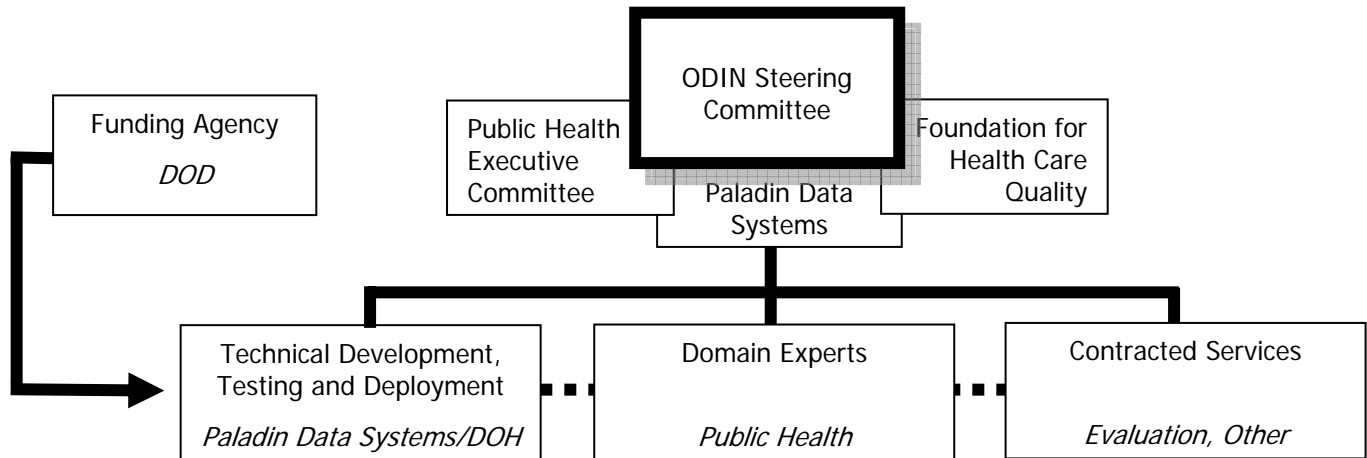 ODIN Steering
Committee
Funding Agency
DOD
Public Health
Executive
Committee
Foundation for
Health Care
Quality
Paladin Data
Systems
Technical Development,
Testing and Deployment
Paladin Data Systems/DOH
Domain Experts
Public Health
Contracted Services
Evaluation, Other